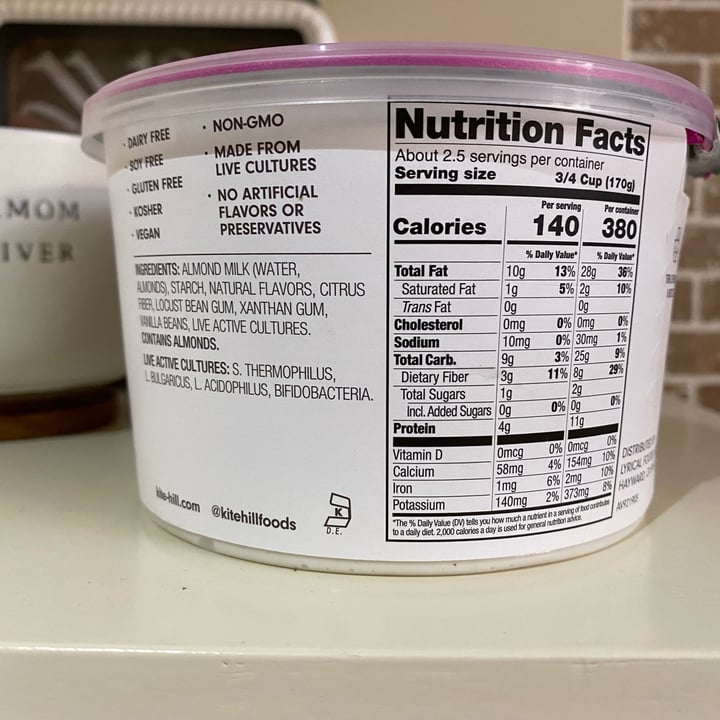 MOM
IVER
· DAIRY FREE
· SOY FREE
· GLUTEN FREE
· KOSHER
· VEGAN
· NON-GMO
· MADE FROM
LIVE CULTURES
· NO ARTIFICIAL
FLAVORS OR
PRESERVATIVES
INGREDIENTS: ALMOND MILK (WATER,
ALMONDS), STARCH, NATURAL FLAVORS, CITRUS
FIBER, LOCUST BEAN GUM, XANTHAN GUM,
VANILLA BEANS, LIVE ACTIVE CULTURES.
CONTAINS ALMONDS.
LIVE ACTIVE CULTURES: S. THERMOPHILUS,
L. BULGARICUS, L. ACIDOPHILUS, BIFIDOBACTERIA.
kite-hill.com @kitehillfoods
K
D.E.
Nutrition Facts
About 2.5 servings per container
Serving size 3/4 Cup (170g)
Per serving Per container
Calories 140 380
% Daily Value* % Daily Value*
Total Fat 10g 13% 28g 36%
Saturated Fat 1g 5% 2g 10%
Trans Fat 0g 0g
Cholesterol 0mg 0% 0mg 0%
Sodium 10mg 0% 30mg 1%
Total Carb. 9g 3% 25g 9%
Dietary Fiber 3g 11% 8g 29%
Total Sugars 1g 2g
Incl. Added Sugars 0g 0% 0g 0%
Protein 4g 11g
Vitamin D 0mcg 0% 0mcg 0%
Calcium 58mg 4% 154mg 10%
Iron 1mg 6% 2mg 10%
Potassium 140mg 2% 373mg 8%
*The % Daily Value (DV) tells you how much a nutrient in a serving of food contributes
to a daily diet. 2,000 calories a day is used for general nutrition advice.
DISTRIBUTED
LYRICAL
HAYWARD